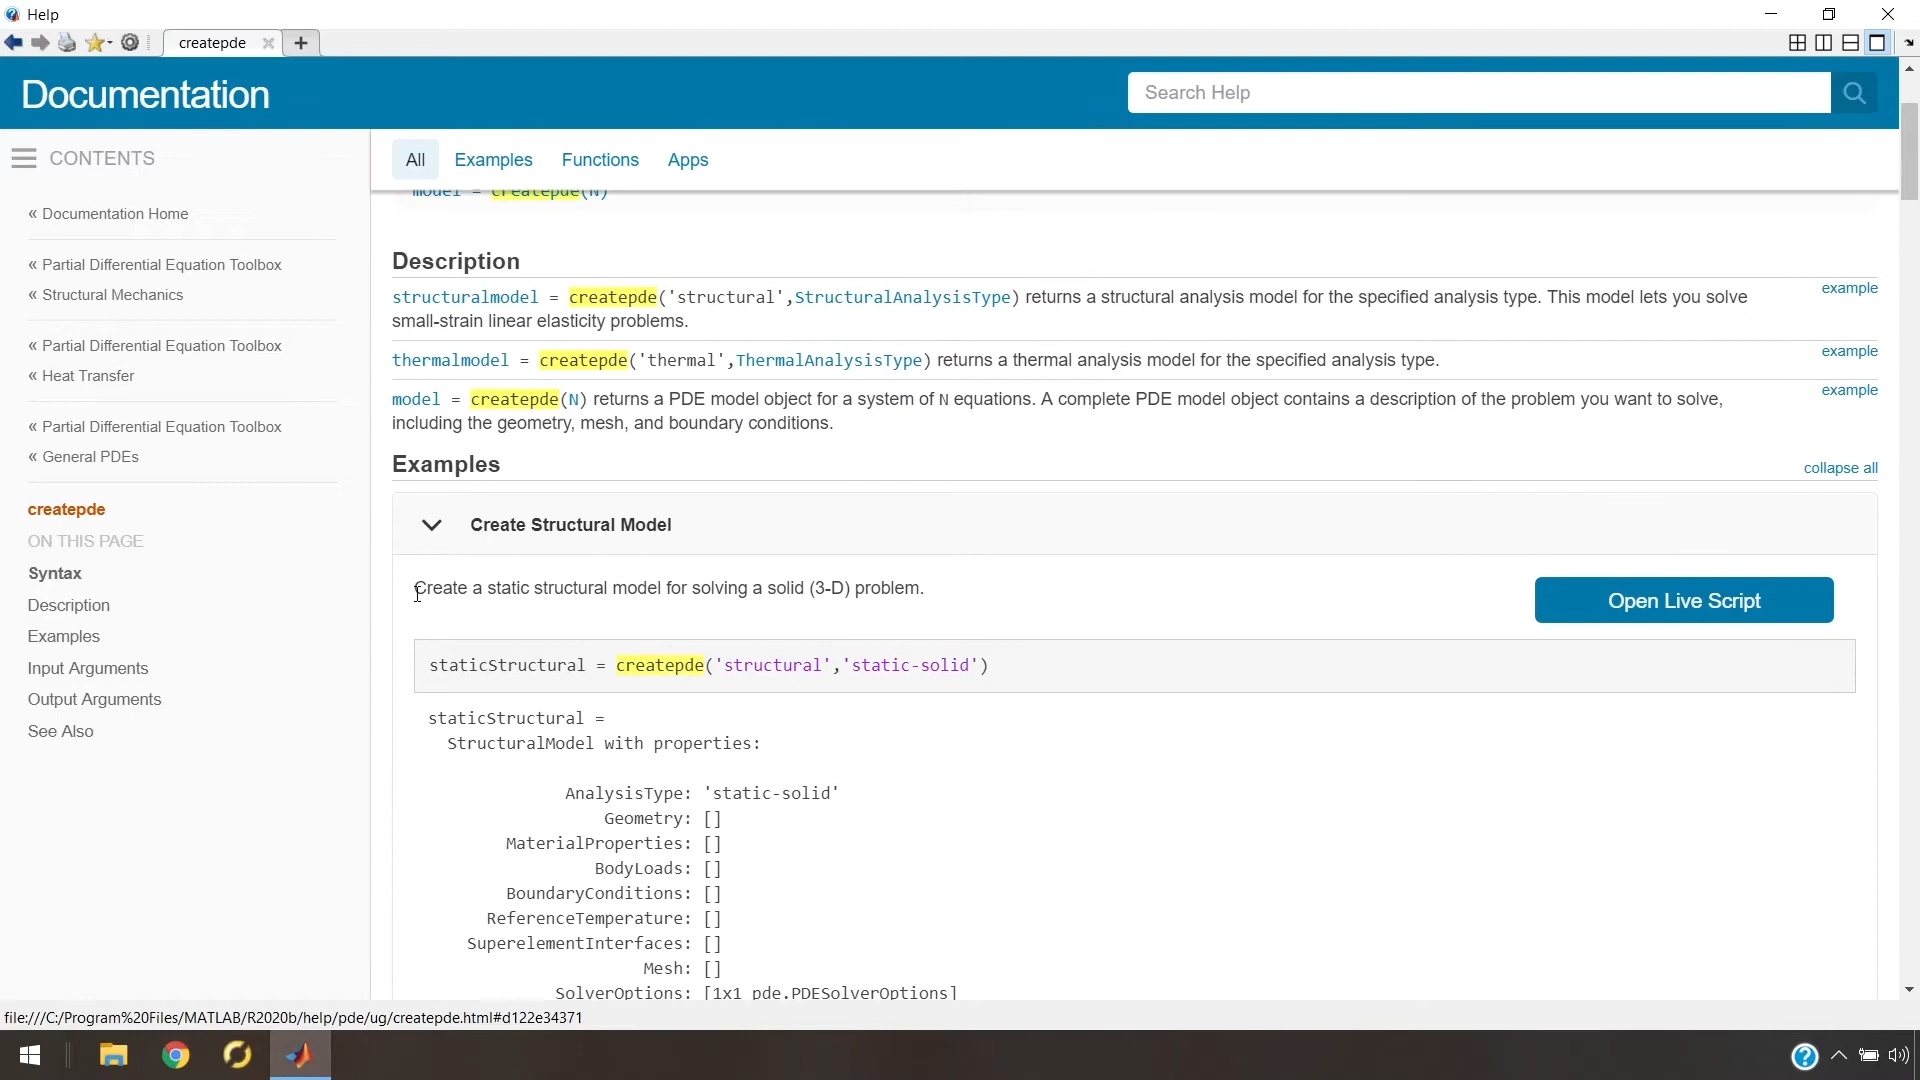 Help
createpde
Documentation
Search Help
CONTENTS
All Examples Functions Apps
« Documentation Home
« Partial Differential Equation Toolbox
« Structural Mechanics
« Partial Differential Equation Toolbox
« Heat Transfer
« Partial Differential Equation Toolbox
« General PDEs
createpde
ON THIS PAGE
Syntax
Description
Examples
Input Arguments
Output Arguments
See Also
model = createpde(N)
Description
structuralmodel = createpde('structural',StructuralAnalysisType) returns a structural analysis model for the specified analysis type. This model lets you solve
small-strain linear elasticity problems.
example
thermalmodel = createpde('thermal',ThermalAnalysisType) returns a thermal analysis model for the specified analysis type.
example
model = createpde(N) returns a PDE model object for a system of N equations. A complete PDE model object contains a description of the problem you want to solve,
including the geometry, mesh, and boundary conditions.
example
Examples
collapse all
Create Structural Model
Create a static structural model for solving a solid (3-D) problem.
Open Live Script
staticStructural = createpde('structural','static-solid')
staticStructural =
StructuralModel with properties:
AnalysisType: 'static-solid'
Geometry: []
MaterialProperties: []
BodyLoads: []
BoundaryConditions: []
ReferenceTemperature: []
SuperelementInterfaces: []
Mesh: []
SolverOptions: [1x1 pde.PDESolverOptions]
file:///C:/Program%20Files/MATLAB/R2020b/help/pde/ug/createpde.html#d122e34371